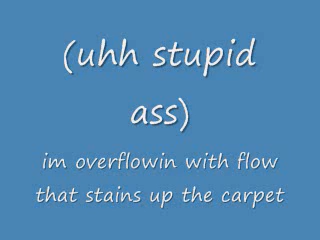 (uhh stupid
ass)
im overflowin with flow
that stains up the carpet